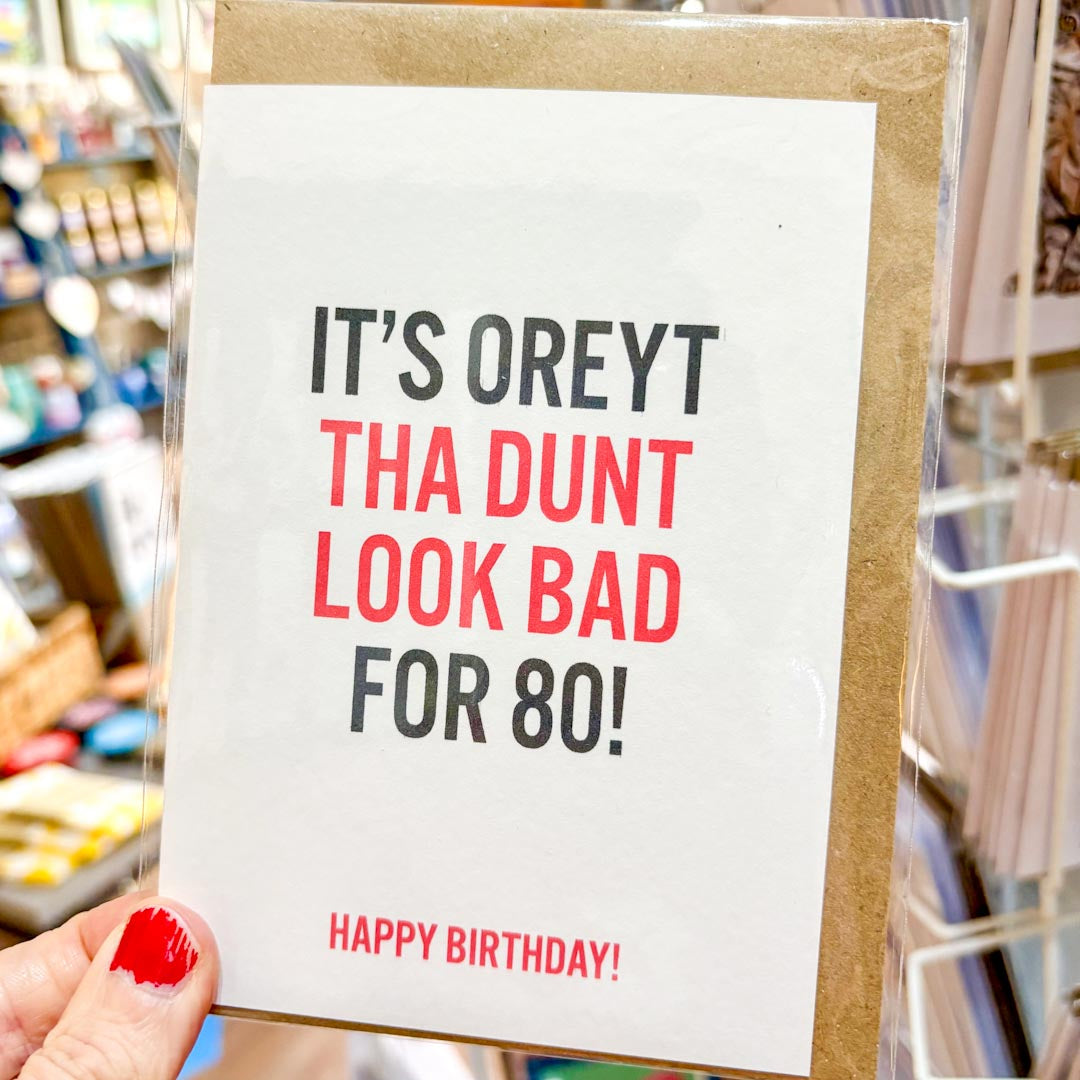 IT'S OREYT
THA DUNT
LOOK BAD
FOR 80!
HAPPY BIRTHDAY!